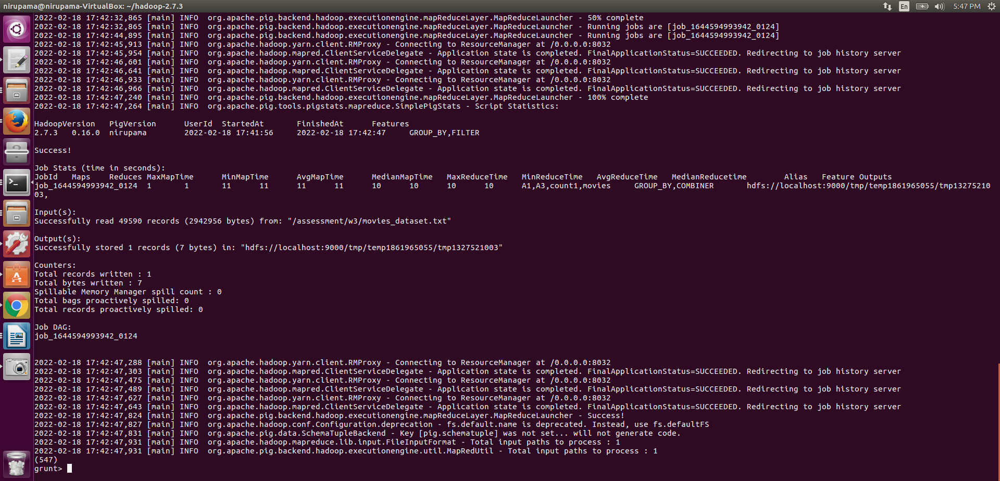 nirupama@nirupama-VirtualBox: ~/hadoop-2.7.3 En 5:47 PM
2022-02-18 17:42:32,865 [main] INFO  org.apache.pig.backend.hadoop.executionengine.mapReduceLayer.MapReduceLauncher - 50% complete
2022-02-18 17:42:32,865 [main] INFO  org.apache.pig.backend.hadoop.executionengine.mapReduceLayer.MapReduceLauncher - Running jobs are [job_1644594993942_0124]
2022-02-18 17:42:44,895 [main] INFO  org.apache.pig.backend.hadoop.executionengine.mapReduceLayer.MapReduceLauncher - Running jobs are [job_1644594993942_0124]
2022-02-18 17:42:45,913 [main] INFO  org.apache.hadoop.yarn.client.RMProxy - Connecting to ResourceManager at /0.0.0.0:8032
2022-02-18 17:42:45,954 [main] INFO  org.apache.hadoop.mapred.ClientServiceDelegate - Application state is completed. FinalApplicationStatus=SUCCEEDED. Redirecting to job history server
2022-02-18 17:42:46,601 [main] INFO  org.apache.hadoop.yarn.client.RMProxy - Connecting to ResourceManager at /0.0.0.0:8032
2022-02-18 17:42:46,641 [main] INFO  org.apache.hadoop.mapred.ClientServiceDelegate - Application state is completed. FinalApplicationStatus=SUCCEEDED. Redirecting to job history server
2022-02-18 17:42:46,933 [main] INFO  org.apache.hadoop.yarn.client.RMProxy - Connecting to ResourceManager at /0.0.0.0:8032
2022-02-18 17:42:46,966 [main] INFO  org.apache.hadoop.mapred.ClientServiceDelegate - Application state is completed. FinalApplicationStatus=SUCCEEDED. Redirecting to job history server
2022-02-18 17:42:47,240 [main] INFO  org.apache.pig.backend.hadoop.executionengine.mapReduceLayer.MapReduceLauncher - 100% complete
2022-02-18 17:42:47,264 [main] INFO  org.apache.pig.tools.pigstats.mapreduce.SimplePigStats - Script Statistics:
HadoopVersion PigVersion UserId StartedAt FinishedAt Features
2.7.3 0.16.0 nirupama 2022-02-18 17:41:56 2022-02-18 17:42:47 GROUP_BY,FILTER
Success!
Job Stats (time in seconds):
JobId Maps Reduces MaxMapTime MinMapTime AvgMapTime MedianMapTime MaxReduceTime MinReduceTime AvgReduceTime MedianReducetime Alias Feature Outputs
job_1644594993942_0124 1 1 11 11 11 11 10 10 10 10 A1,A3,count1,movies GROUP_BY,COMBINER hdfs://localhost:9000/tmp/temp1861965055/tmp13275210
03,
Input(s):
Successfully read 49590 records (2942956 bytes) from: "/assessment/w3/movies_dataset.txt"
Output(s):
Successfully stored 1 records (7 bytes) in: "hdfs://localhost:9000/tmp/temp1861965055/tmp1327521003"
Counters:
Total records written : 1
Total bytes written : 7
Spillable Memory Manager spill count : 0
Total bags proactively spilled: 0
Total records proactively spilled: 0
Job DAG:
job_1644594993942_0124
2022-02-18 17:42:47,288 [main] INFO  org.apache.hadoop.yarn.client.RMProxy - Connecting to ResourceManager at /0.0.0.0:8032
2022-02-18 17:42:47,303 [main] INFO  org.apache.hadoop.mapred.ClientServiceDelegate - Application state is completed. FinalApplicationStatus=SUCCEEDED. Redirecting to job history server
2022-02-18 17:42:47,475 [main] INFO  org.apache.hadoop.yarn.client.RMProxy - Connecting to ResourceManager at /0.0.0.0:8032
2022-02-18 17:42:47,489 [main] INFO  org.apache.hadoop.mapred.ClientServiceDelegate - Application state is completed. FinalApplicationStatus=SUCCEEDED. Redirecting to job history server
2022-02-18 17:42:47,627 [main] INFO  org.apache.hadoop.yarn.client.RMProxy - Connecting to ResourceManager at /0.0.0.0:8032
2022-02-18 17:42:47,643 [main] INFO  org.apache.hadoop.mapred.ClientServiceDelegate - Application state is completed. FinalApplicationStatus=SUCCEEDED. Redirecting to job history server
2022-02-18 17:42:47,824 [main] INFO  org.apache.pig.backend.hadoop.executionengine.mapReduceLayer.MapReduceLauncher - Success!
2022-02-18 17:42:47,827 [main] INFO  org.apache.hadoop.conf.Configuration.deprecation - fs.default.name is deprecated. Instead, use fs.defaultFS
2022-02-18 17:42:47,831 [main] INFO  org.apache.pig.data.SchemaTupleBackend - Key [pig.schematuple] was not set... will not generate code.
2022-02-18 17:42:47,931 [main] INFO  org.apache.hadoop.mapreduce.lib.input.FileInputFormat - Total input paths to process : 1
2022-02-18 17:42:47,931 [main] INFO  org.apache.pig.backend.hadoop.executionengine.util.MapRedUtil - Total input paths to process : 1
(547)
grunt>